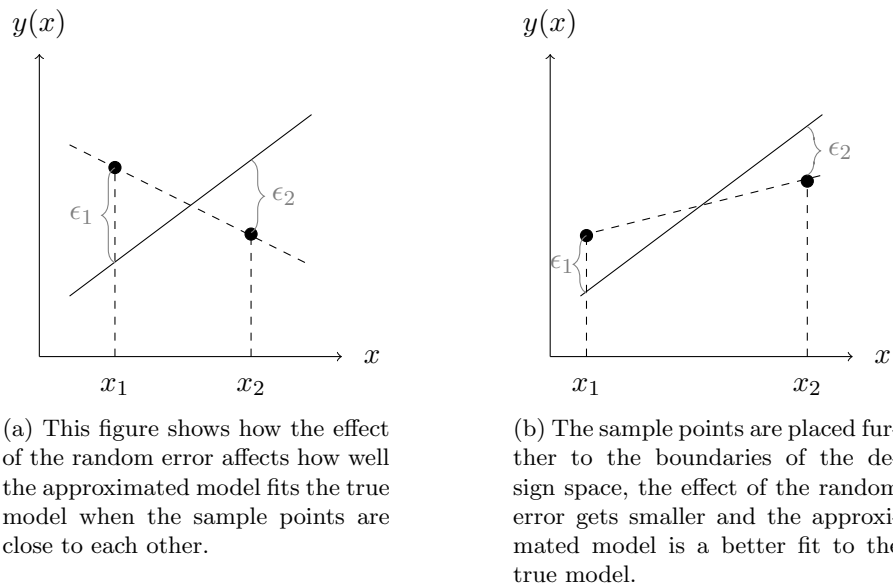 y(x)
ϵ1
ϵ2
x
x1
x2
(a) This figure shows how the effect
of the random error affects how well
the approximated model fits the true
model when the sample points are
close to each other.
y(x)
ϵ1
ϵ2
x
x1
x2
(b) The sample points are placed fur-
ther to the boundaries of the de-
sign space, the effect of the random
error gets smaller and the approxi-
mated model is a better fit to the
true model.